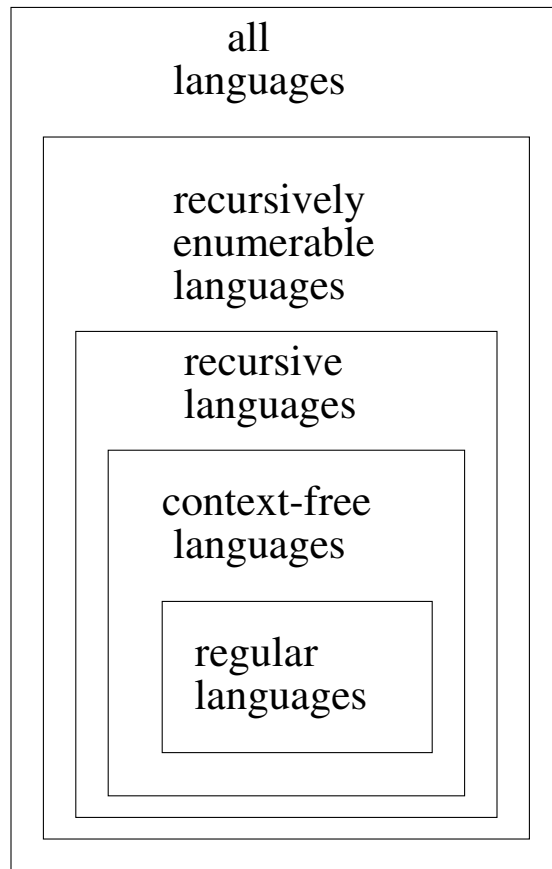 all
languages
recursively
enumerable
languages
recursive
languages
context-free
languages
regular
languages